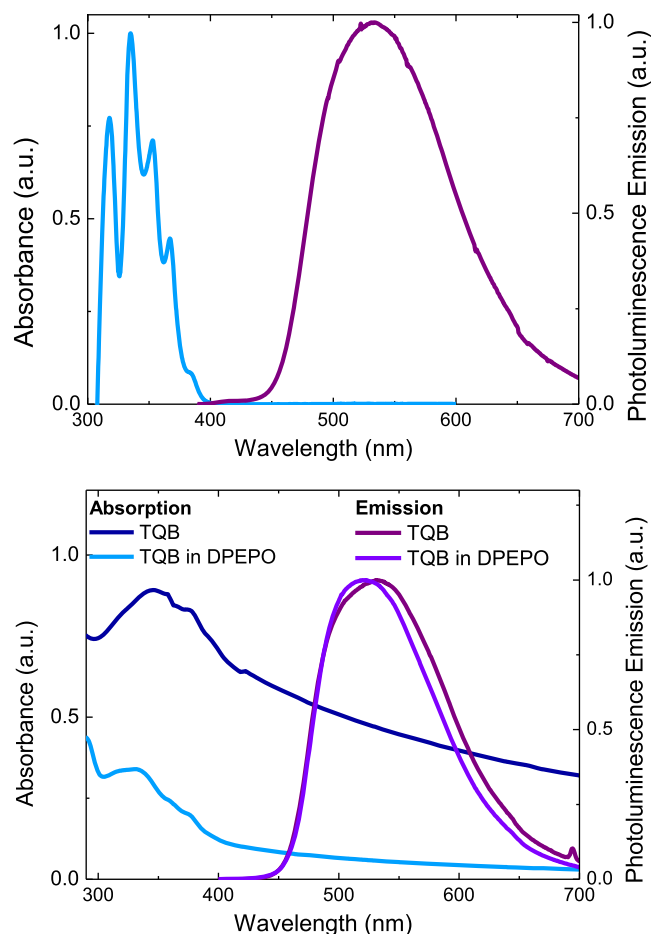 1.0
0.5
0.0
Absorbance (a.u.)
1.0
0.5
0.0
Photoluminescence Emission (a.u.)
300 400 500 600 700
Wavelength (nm)
Absorption Emission
TQB TQB
TQB in DPEPO TQB in DPEPO
1.0
0.5
0.0
Absorbance (a.u.)
1.0
0.5
0.0
Photoluminescence Emission (a.u.)
300 400 500 600 700
Wavelength (nm)